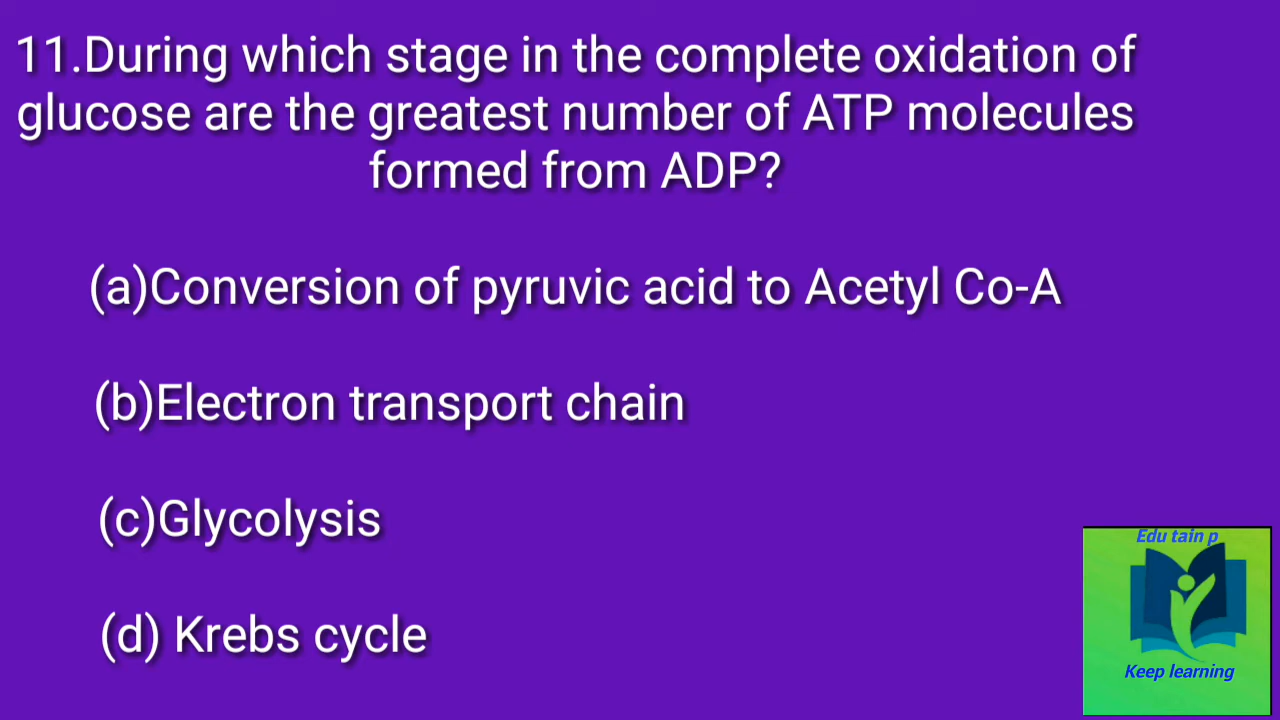 11.During which stage in the complete oxidation of
glucose are the greatest number of ATP molecules
formed from ADP?
(a)Conversion of pyruvic acid to Acetyl Co-A
(b)Electron transport chain
(c)Glycolysis
(d) Krebs cycle
Edu tain p
Keep learning